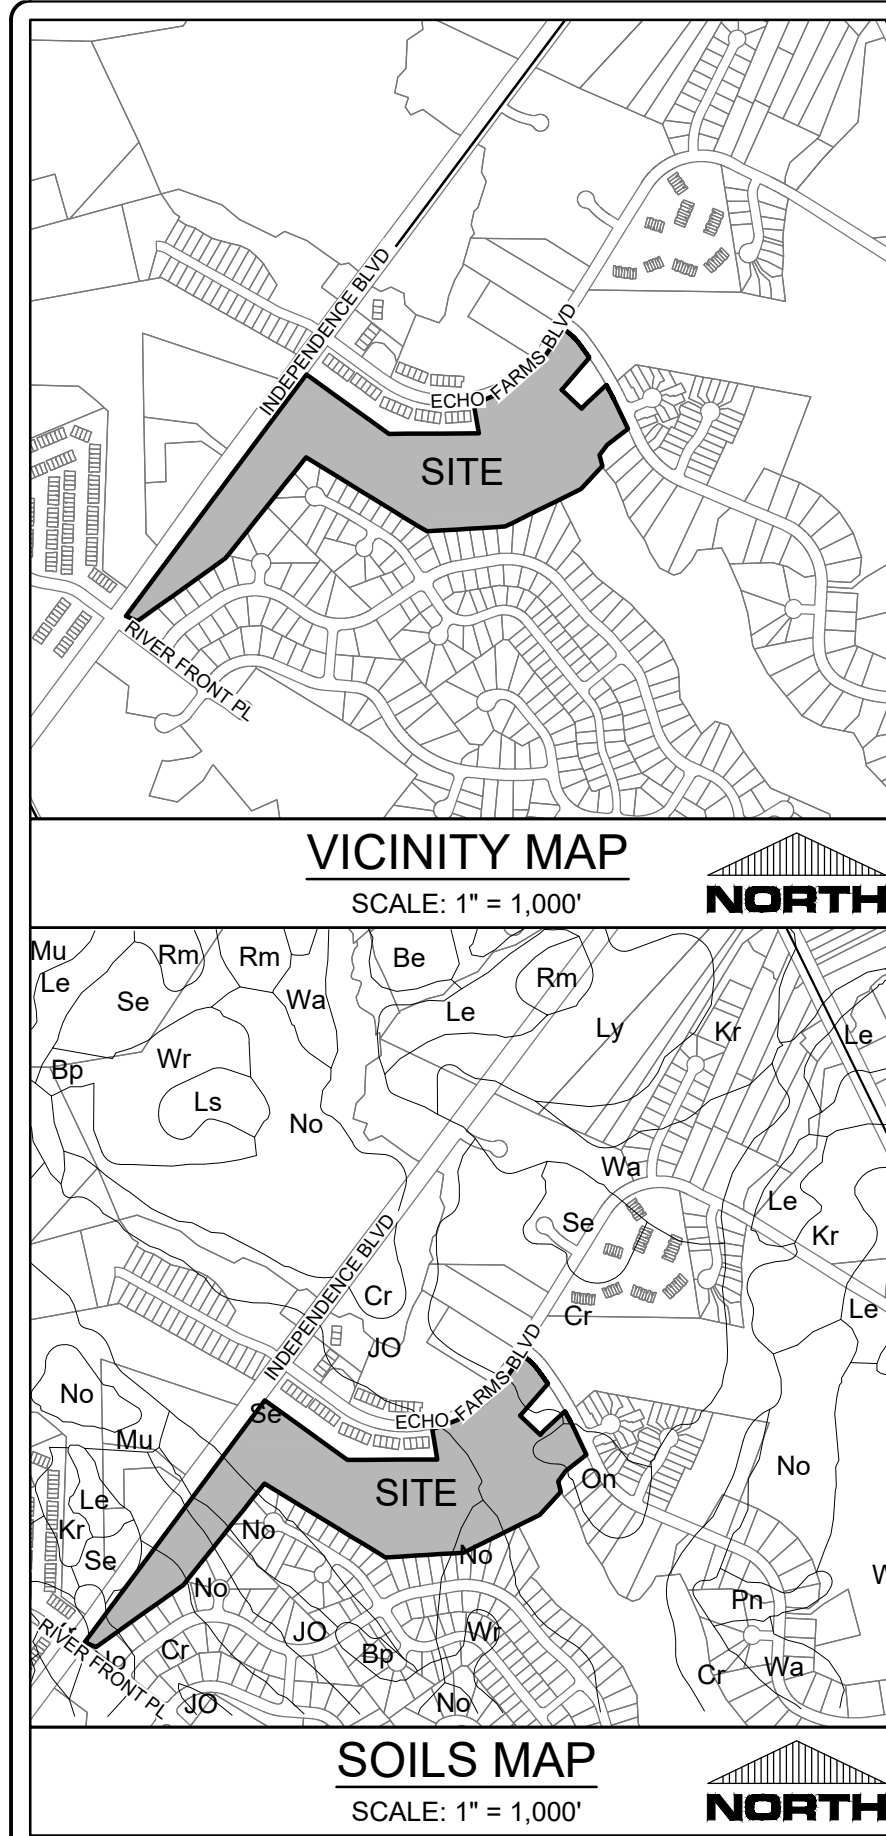 INDEPENDENCE BLVD
ECHO FARMS BLVD
SITE
RIVER FRONT PL
VICINITY MAP
SCALE: 1" = 1,000'
NORTH
Mu
Rm
Rm
Be
Le
Se
Wa
Le
Rm
Ly
Kr
Le
Bp
Wr
Ls
No
Wa
Le
Se
Kr
INDEPENDENCE BLVD
Cr
Cr
Le
JO
No
Se
ECHO FARMS BLVD
Mu
SITE
On
No
Le
Kr
No
Se
No
No
Pn
RIVER FRONT PL
Cr
JO
Bp
Wr
Cr
Wa
JO
No
SOILS MAP
SCALE: 1" = 1,000'
NORTH